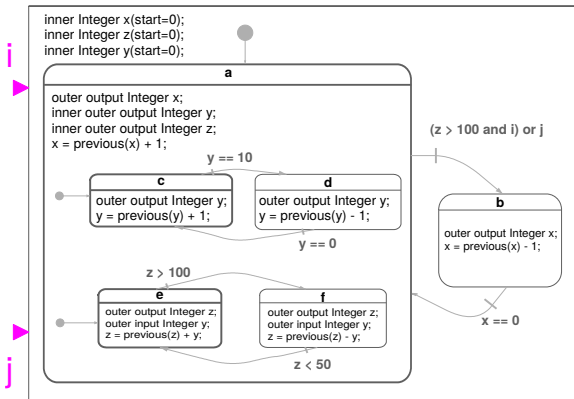 inner Integer x(start=0);
inner Integer z(start=0);
inner Integer y(start=0);
i
a
outer output Integer x;
inner outer output Integer y;
inner outer output Integer z;
x = previous(x) + 1;
(z > 100 and i) or j
y == 10
c
outer output Integer y;
y = previous(y) + 1;
d
outer output Integer y;
y = previous(y) - 1;
y == 0
b
outer output Integer x;
x = previous(x) - 1;
z > 100
e
outer output Integer z;
outer input Integer y;
z = previous(z) + y;
f
outer output Integer z;
outer input Integer y;
z = previous(z) - y;
z < 50
x == 0
j